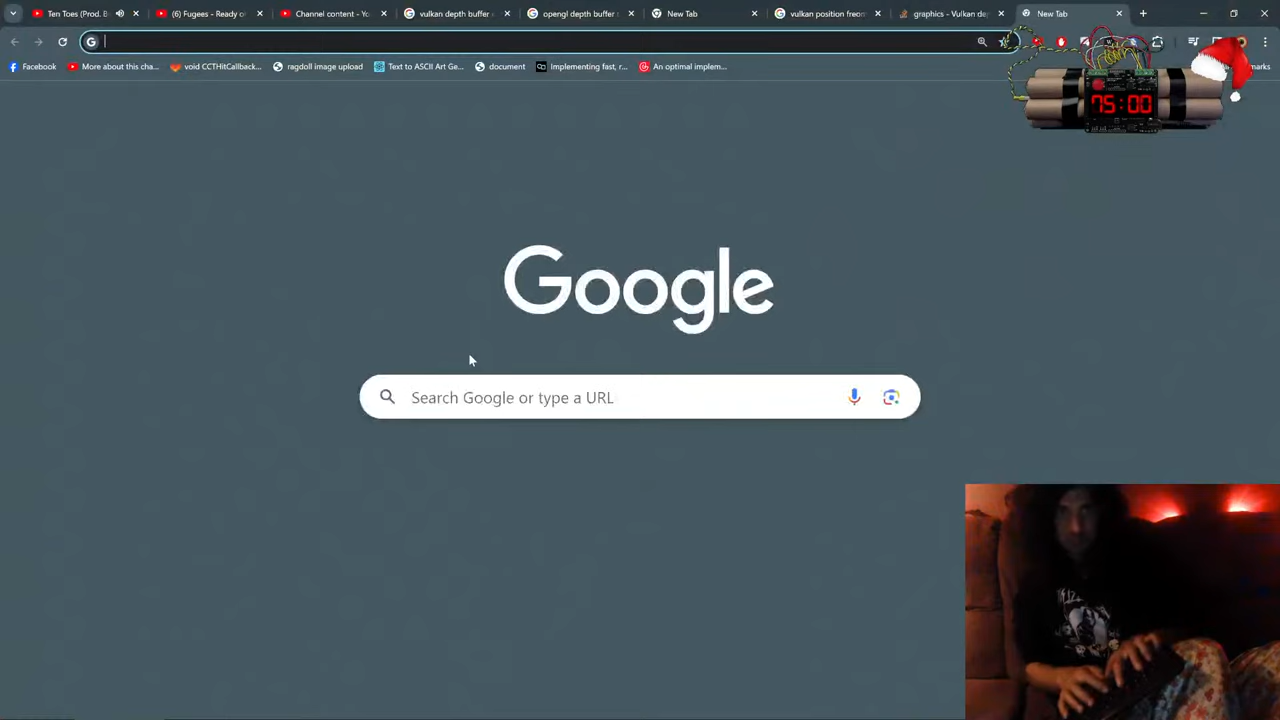 Ten Toes (Prod. B
(6) Fugees - Ready o
Channel content - Yo
vulkan depth buffer
opengl depth buffer
New Tab
vulkan position freom
graphics - Vulkan de
New Tab
Facebook
More about this cha...
void CCTHitCallback...
ragdoll image upload
Text to ASCII Art Ge...
document
Implementing fast, r...
An optimal implem...
marks
75:00
Google
Search Google or type a URL